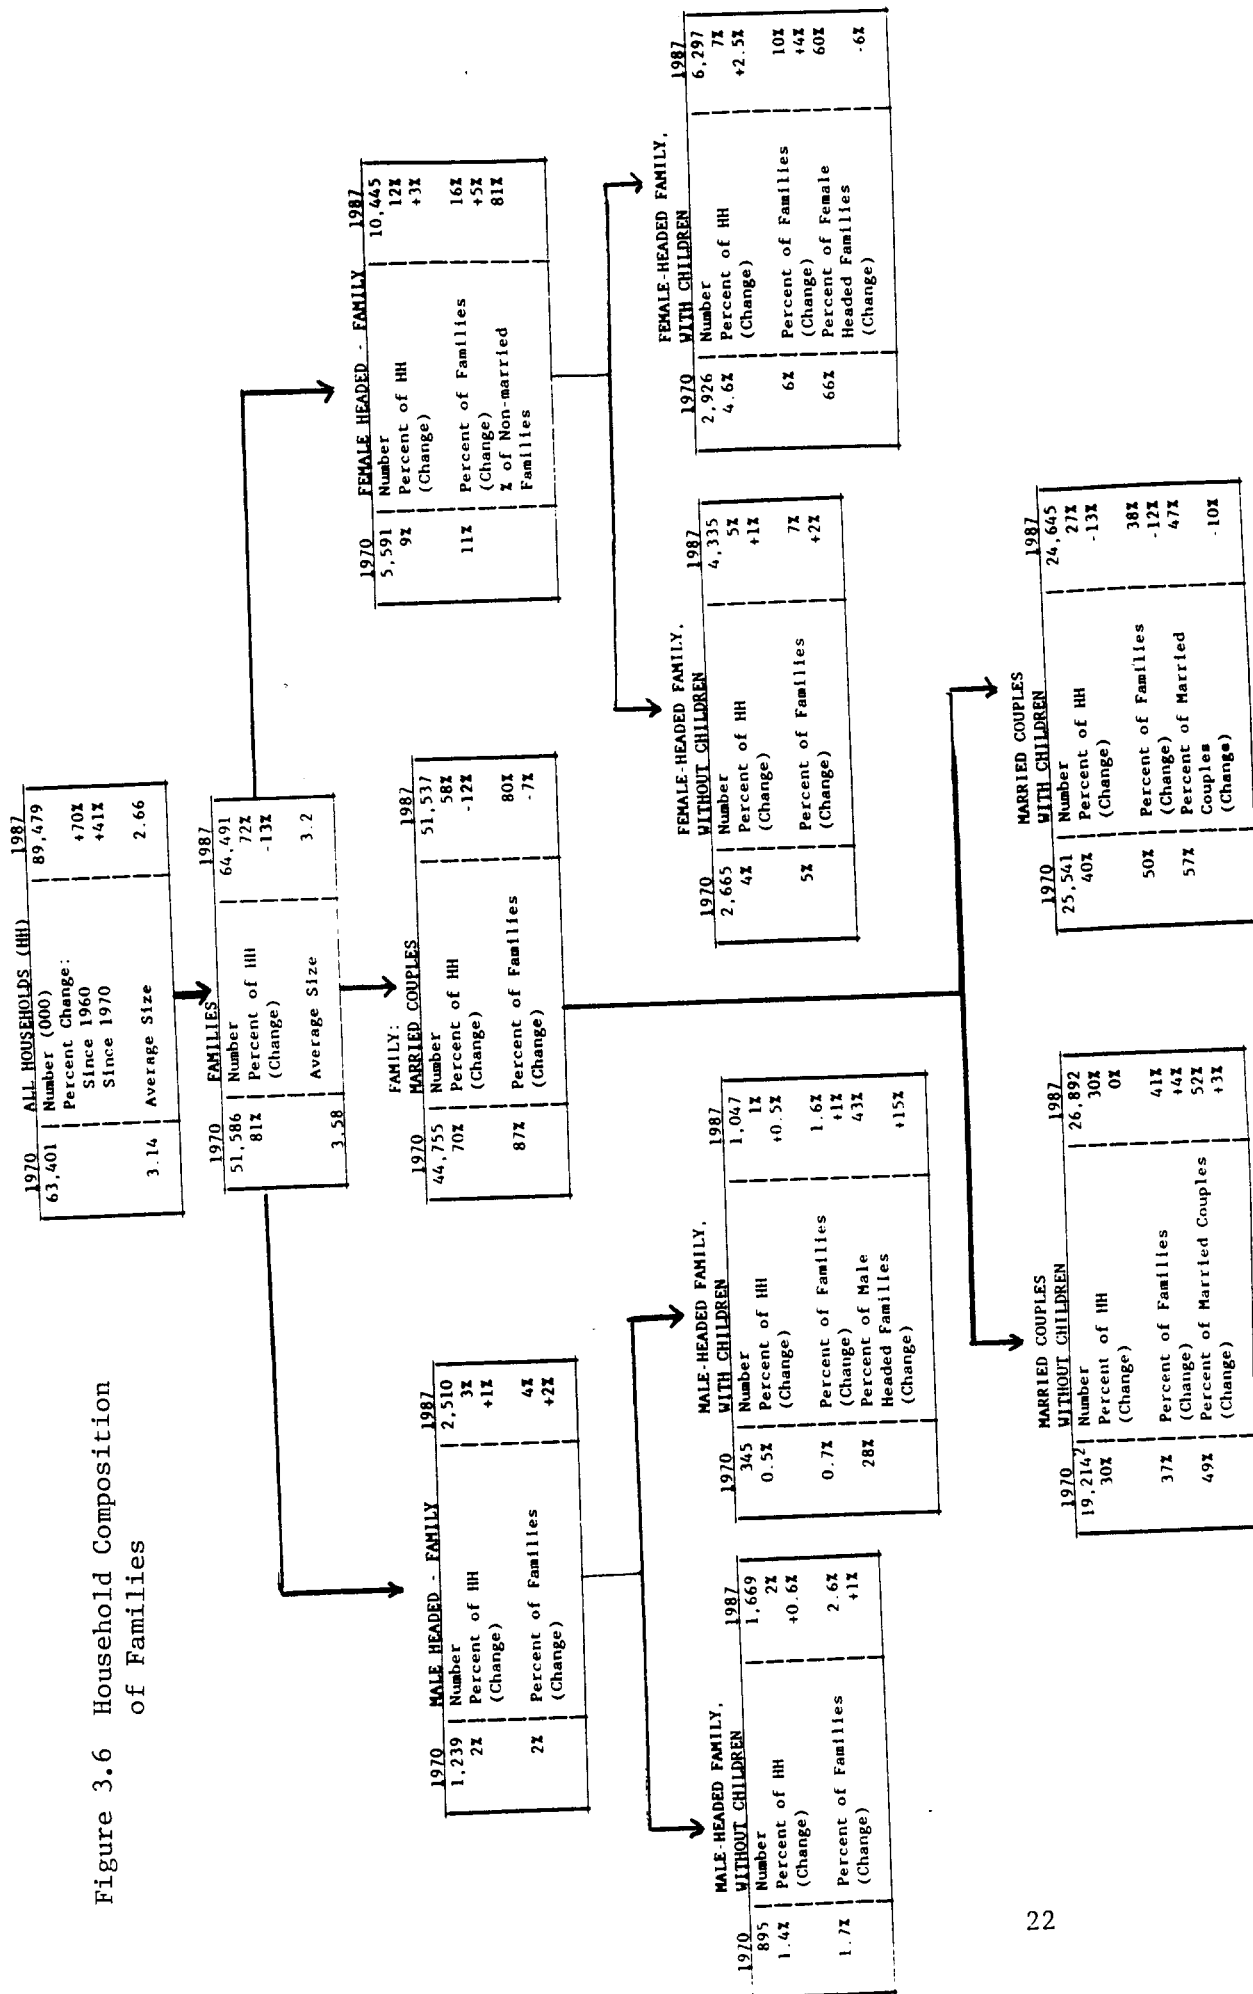 Figure 3.6 Household Composition
of Families
1970 ALL HOUSEHOLDS (HH) 1987
63,401 Number (000) 89,479
Percent Change:
Since 1960 +70%
Since 1970 +41%
3.14 Average Size 2.66
1970 FAMILIES 1987
51,586 Number 64,491
81% Percent of HH 72%
(Change) -13%
3.58 Average Size 3.2
1970 MALE HEADED - FAMILY 1987
1,239 Number 2,510
2% Percent of HH 3%
(Change) +1%
2% Percent of Families 4%
(Change) +2%
FAMILY:
1970 MARRIED COUPLES 1987
44,755 Number 51,537
70% Percent of HH 58%
(Change) -12%
87% Percent of Families 80%
(Change) -7%
1970 FEMALE HEADED - FAMILY 1987
5,591 Number 10,445
9% Percent of HH 12%
(Change) +3%
11% Percent of Families 16%
(Change) +5%
% of Non-married 81%
Families
MALE-HEADED FAMILY,
1970 WITHOUT CHILDREN 1987
895 Number 1,669
1.4% Percent of HH 2%
(Change) +0.6%
1.7% Percent of Families 2.6%
(Change) +1%
MALE-HEADED FAMILY,
1970 WITH CHILDREN 1987
345 Number 1,047
0.5% Percent of HH 1%
(Change) +0.5%
0.7% Percent of Families 1.6%
(Change) +1%
28% Percent of Male 43%
Headed Families
(Change) +15%
FEMALE-HEADED FAMILY,
1970 WITHOUT CHILDREN 1987
2,665 Number 4,335
4% Percent of HH 5%
(Change) +1%
5% Percent of Families 7%
(Change) +2%
FEMALE-HEADED FAMILY,
1970 WITH CHILDREN 1987
2,926 Number 6,297
4.6% Percent of HH 7%
(Change) +2.5%
6% Percent of Families 10%
(Change) +4%
66% Percent of Female 60%
Headed Families
(Change) -6%
MARRIED COUPLES
1970 WITHOUT CHILDREN 1987
19,214² Number 26,892
30% Percent of HH 30%
(Change) 0%
37% Percent of Families 41%
(Change) +4%
49% Percent of Married Couples 52%
(Change) +3%
MARRIED COUPLES
1970 WITH CHILDREN 1987
25,541 Number 24,645
40% Percent of HH 27%
(Change) -13%
50% Percent of Families 38%
(Change) -12%
57% Percent of Married 47%
Couples
(Change) -10%
22